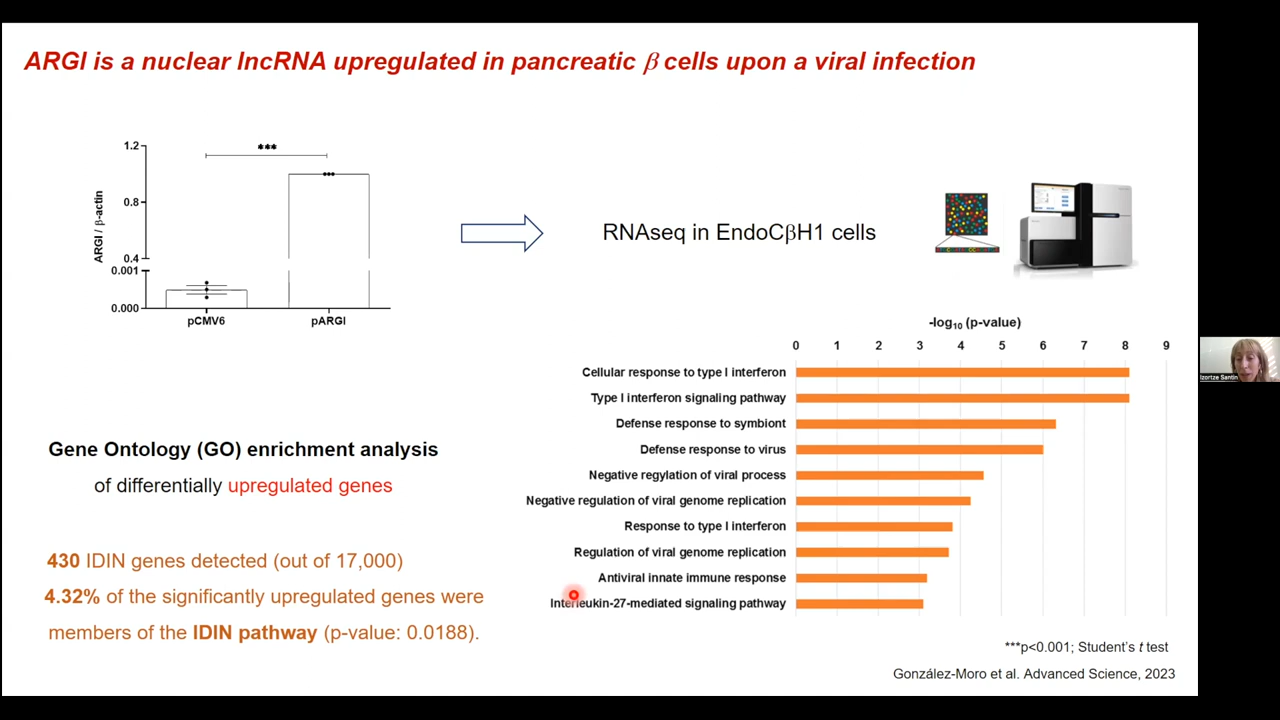 ARGI is a nuclear lncRNA upregulated in pancreatic β cells upon a viral infection
***
1.2
0.8
0.4
0.001
0.000
ARGI / β-actin
pCMV6
pARGI
RNAseq in EndoCβH1 cells
-log10 (p-value)
0 1 2 3 4 5 6 7 8 9
Cellular response to type I interferon
Type I interferon signaling pathway
Defense response to symbiont
Defense response to virus
Negative regylation of viral process
Negative regulation of viral genome replication
Response to type I interferon
Regulation of viral genome replication
Antiviral innate immune response
Interleukin-27-mediated signaling pathway
Gene Ontology (GO) enrichment analysis
of differentially upregulated genes
430 IDIN genes detected (out of 17,000)
4.32% of the significantly upregulated genes were
members of the IDIN pathway (p-value: 0.0188).
***p<0.001; Student's t test
González-Moro et al. Advanced Science, 2023
Izortze Santin